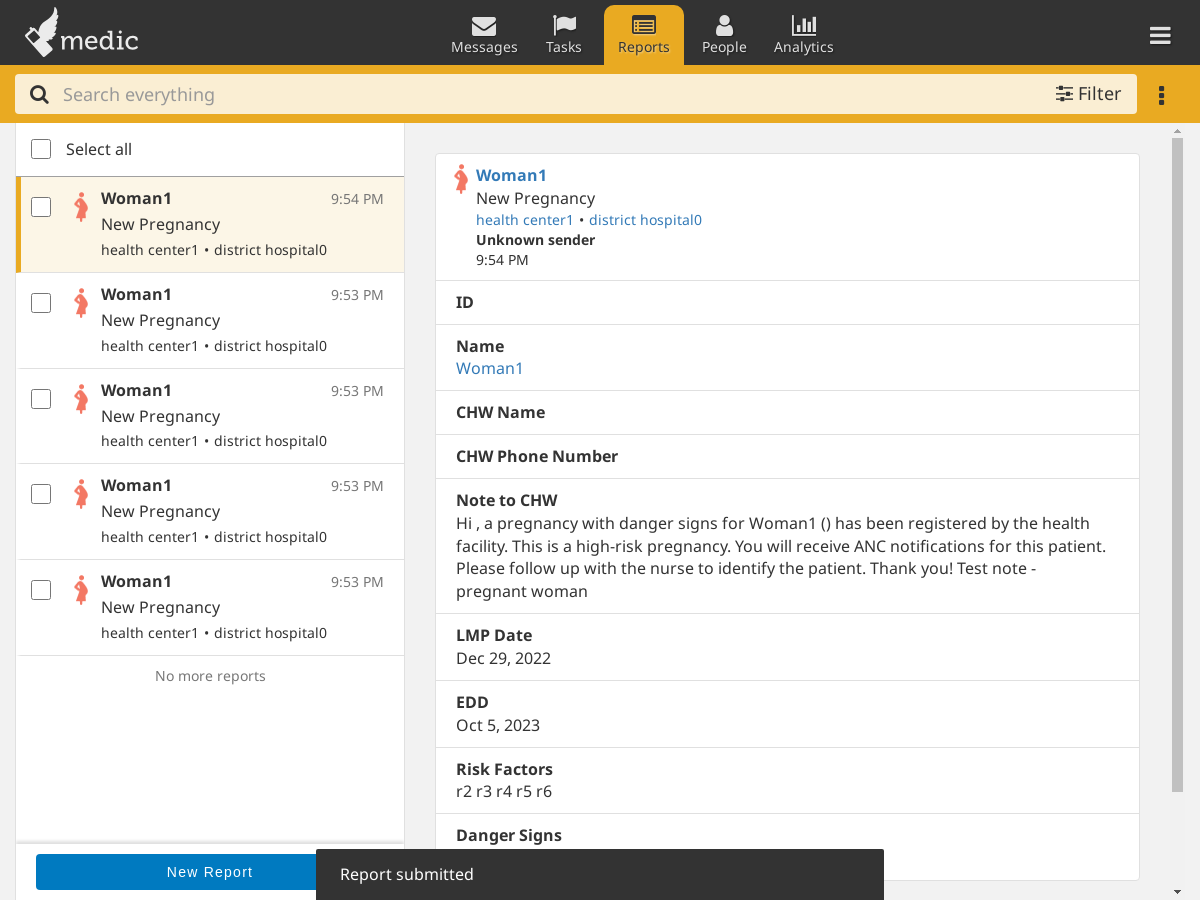 medic
Messages
Tasks
Reports
People
Analytics
Search everything
Filter
Select all
Woman1
9:54 PM
New Pregnancy
health center1 • district hospital0
Woman1
9:53 PM
New Pregnancy
health center1 • district hospital0
Woman1
9:53 PM
New Pregnancy
health center1 • district hospital0
Woman1
9:53 PM
New Pregnancy
health center1 • district hospital0
Woman1
9:53 PM
New Pregnancy
health center1 • district hospital0
No more reports
New Report
Woman1
New Pregnancy
health center1 • district hospital0
Unknown sender
9:54 PM
ID
Name
Woman1
CHW Name
CHW Phone Number
Note to CHW
Hi , a pregnancy with danger signs for Woman1 () has been registered by the health
facility. This is a high-risk pregnancy. You will receive ANC notifications for this patient.
Please follow up with the nurse to identify the patient. Thank you! Test note -
pregnant woman
LMP Date
Dec 29, 2022
EDD
Oct 5, 2023
Risk Factors
r2 r3 r4 r5 r6
Danger Signs
Report submitted